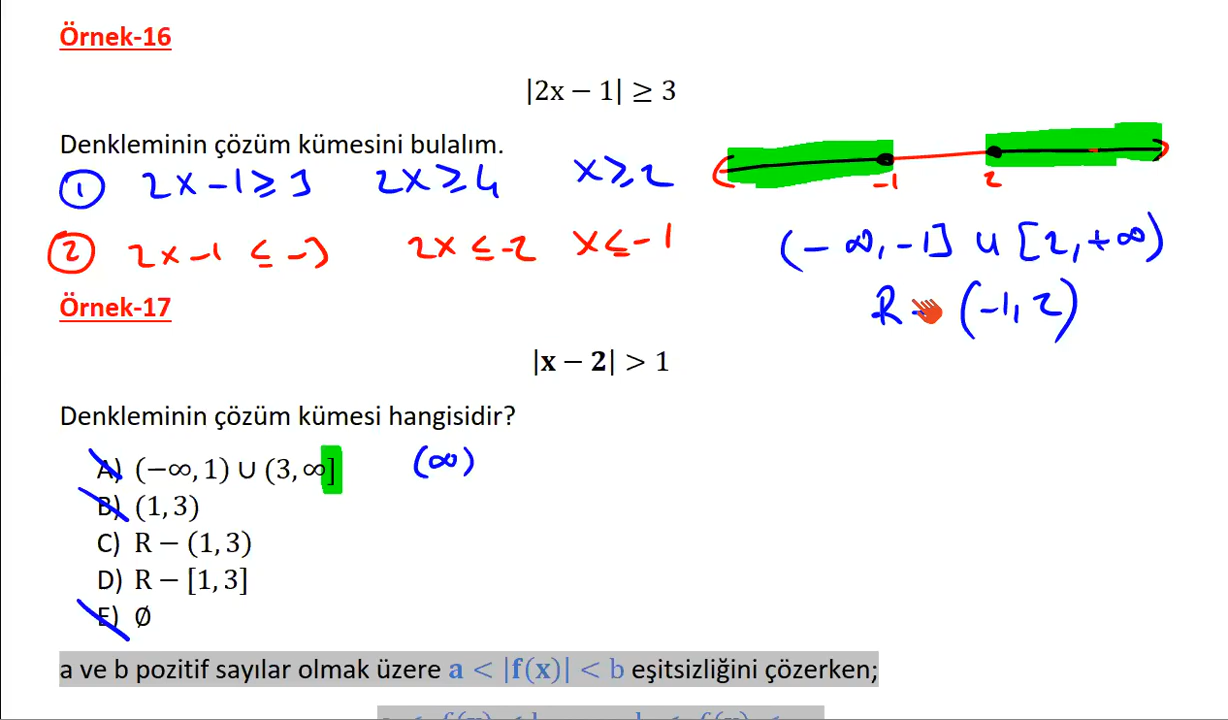 Örnek-16
|2x − 1| ≥ 3
Denkleminin çözüm kümesini bulalım.
① 2x-1≥3 2x≥4 x≥2
-1 2
② 2x-1 ≤ -3 2x ≤ -2 x ≤ -1
(-∞, -1] ∪ [2, +∞)
R - (-1, 2)
Örnek-17
|x − 2| > 1
Denkleminin çözüm kümesi hangisidir?
A) (−∞, 1) ∪ (3, ∞] (∞)
B) (1, 3)
C) R − (1, 3)
D) R − [1, 3]
E) Ø
a ve b pozitif sayılar olmak üzere a < |f(x)| < b eşitsizliğini çözerken;